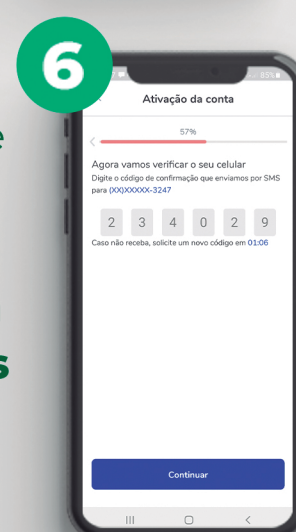 6
85%
Ativação da conta
57%
Agora vamos verificar o seu celular
Digite o código de confirmação que enviamos por SMS
para (XX)XXXXX-3247
2 3 4 0 2 9
Caso não receba, solicite um novo código em 01:06
Continuar